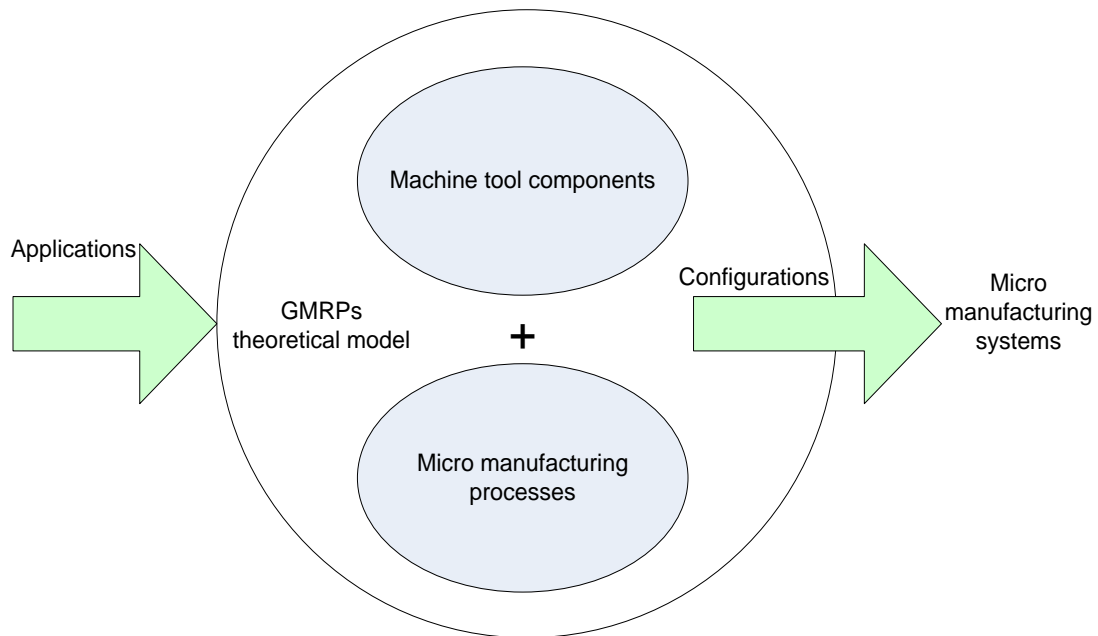 Machine tool components
Applications
Configurations
GMRPs
theoretical model
+
Micro
manufacturing
systems
Micro manufacturing
processes